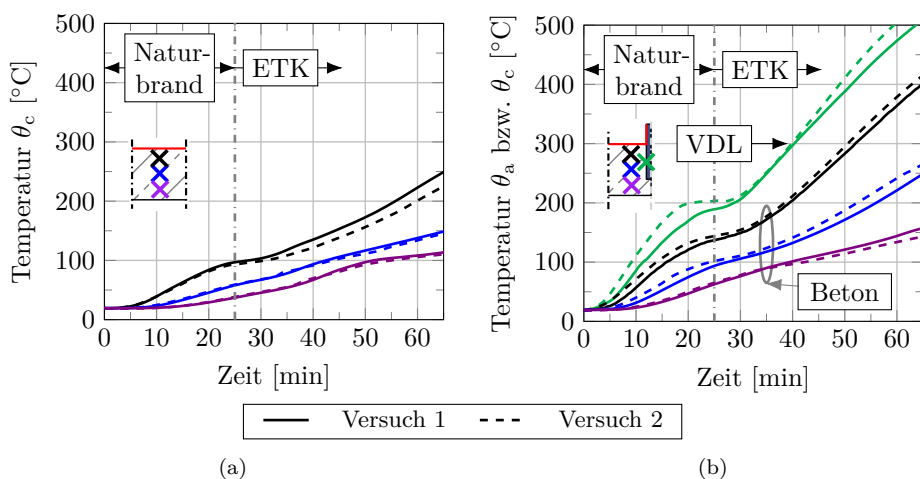 500
400
300
200
100
0
0 10 20 30 40 50 60
Temperatur θc [°C]
Zeit [min]
Natur-
brand
ETK
500
400
300
200
100
0
0 10 20 30 40 50 60
Temperatur θa bzw. θc [°C]
Zeit [min]
Natur-
brand
ETK
VDL
Beton
Versuch 1 Versuch 2
(a) (b)